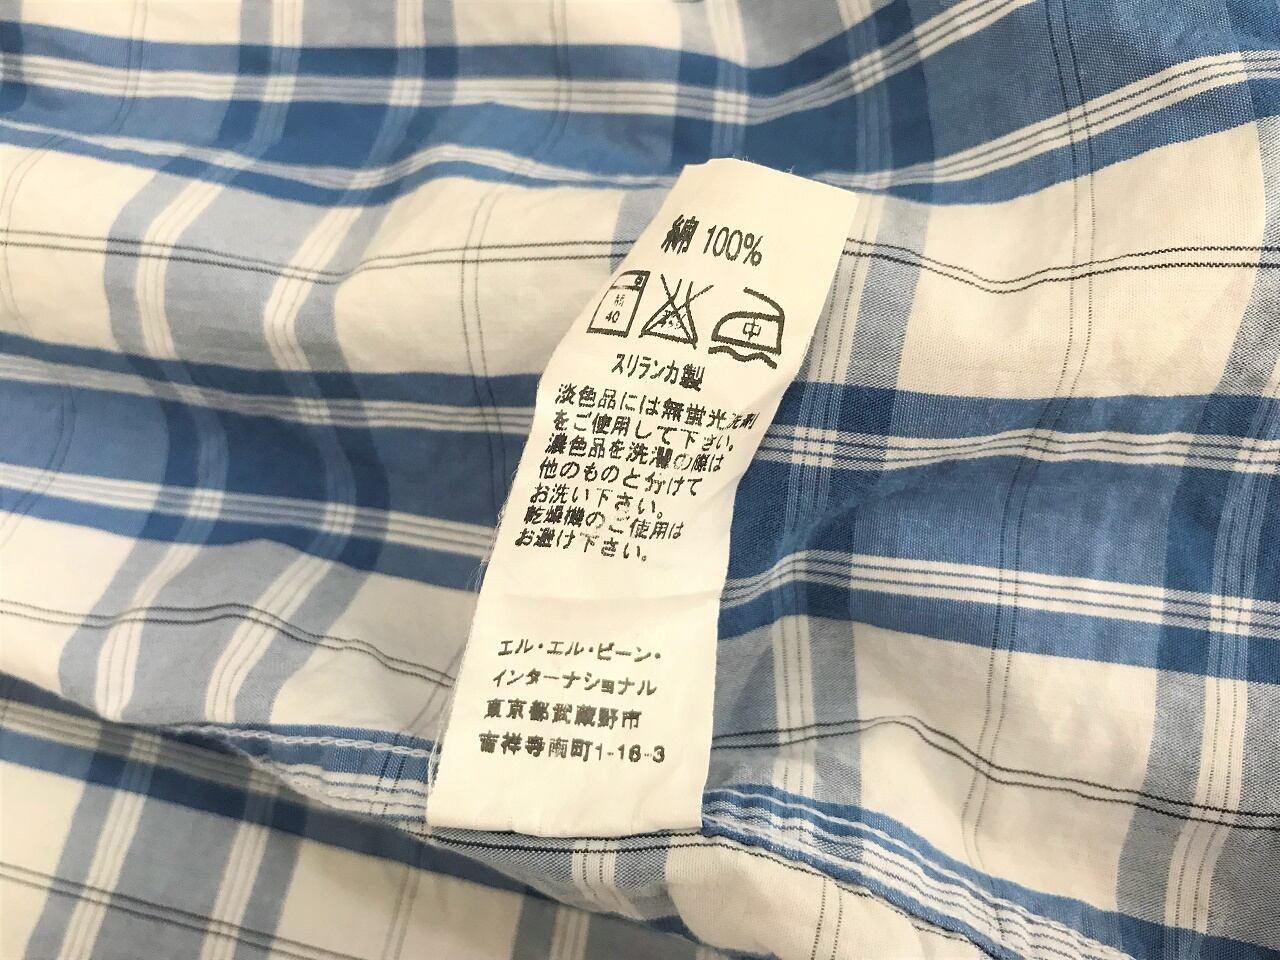 綿 100%
40
中
スリランカ製
淡色品には無蛍光洗剤
をご使用して下さい。
濃色品を洗濯の際は
他のものと分けて
お洗い下さい。
乾燥機のご使用は
お避け下さい。
エル・エル・ビーン・
インターナショナル
東京都武蔵野市
吉祥寺南町1-16-3